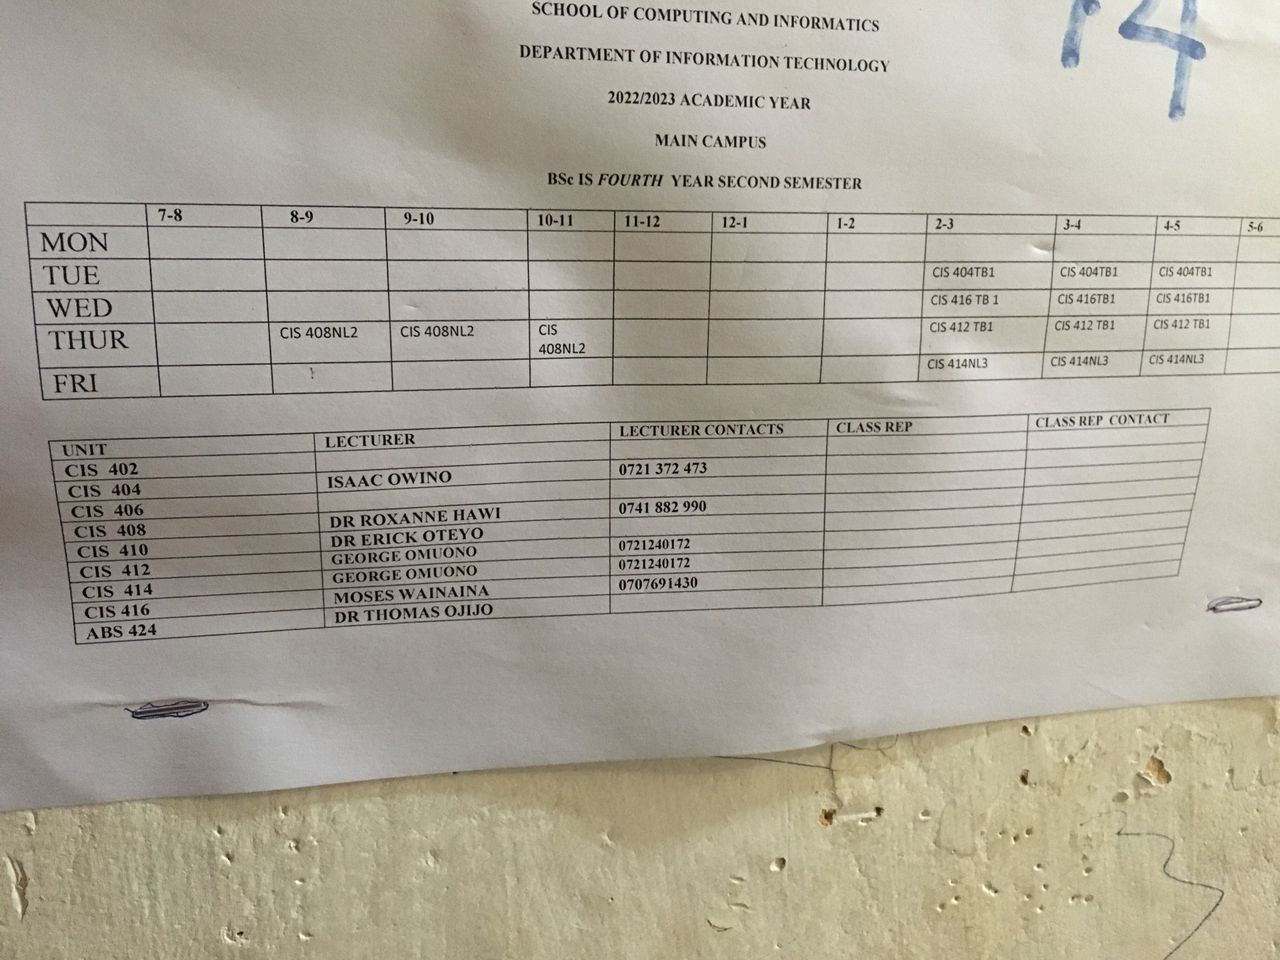 14
SCHOOL OF COMPUTING AND INFORMATICS
DEPARTMENT OF INFORMATION TECHNOLOGY
2022/2023 ACADEMIC YEAR
MAIN CAMPUS
BSc IS FOURTH YEAR SECOND SEMESTER
7-8 8-9 9-10 10-11 11-12 12-1 1-2 2-3 3-4 4-5 5-6
MON
TUE CIS 404TB1 CIS 404TB1 CIS 404TB1
WED CIS 416 TB 1 CIS 416TB1 CIS 416TB1
THUR CIS 408NL2 CIS 408NL2 CIS 408NL2 CIS 412 TB1 CIS 412 TB1 CIS 412 TB1
FRI CIS 414NL3 CIS 414NL3 CIS 414NL3
UNIT LECTURER LECTURER CONTACTS CLASS REP CLASS REP CONTACT
CIS 402
CIS 404 ISAAC OWINO 0721 372 473
CIS 406
CIS 408 DR ROXANNE HAWI 0741 882 990
CIS 410 DR ERICK OTEYO
CIS 412 GEORGE OMUONO 0721240172
CIS 414 GEORGE OMUONO 0721240172
CIS 416 MOSES WAINAINA 0707691430
ABS 424 DR THOMAS OJIJO